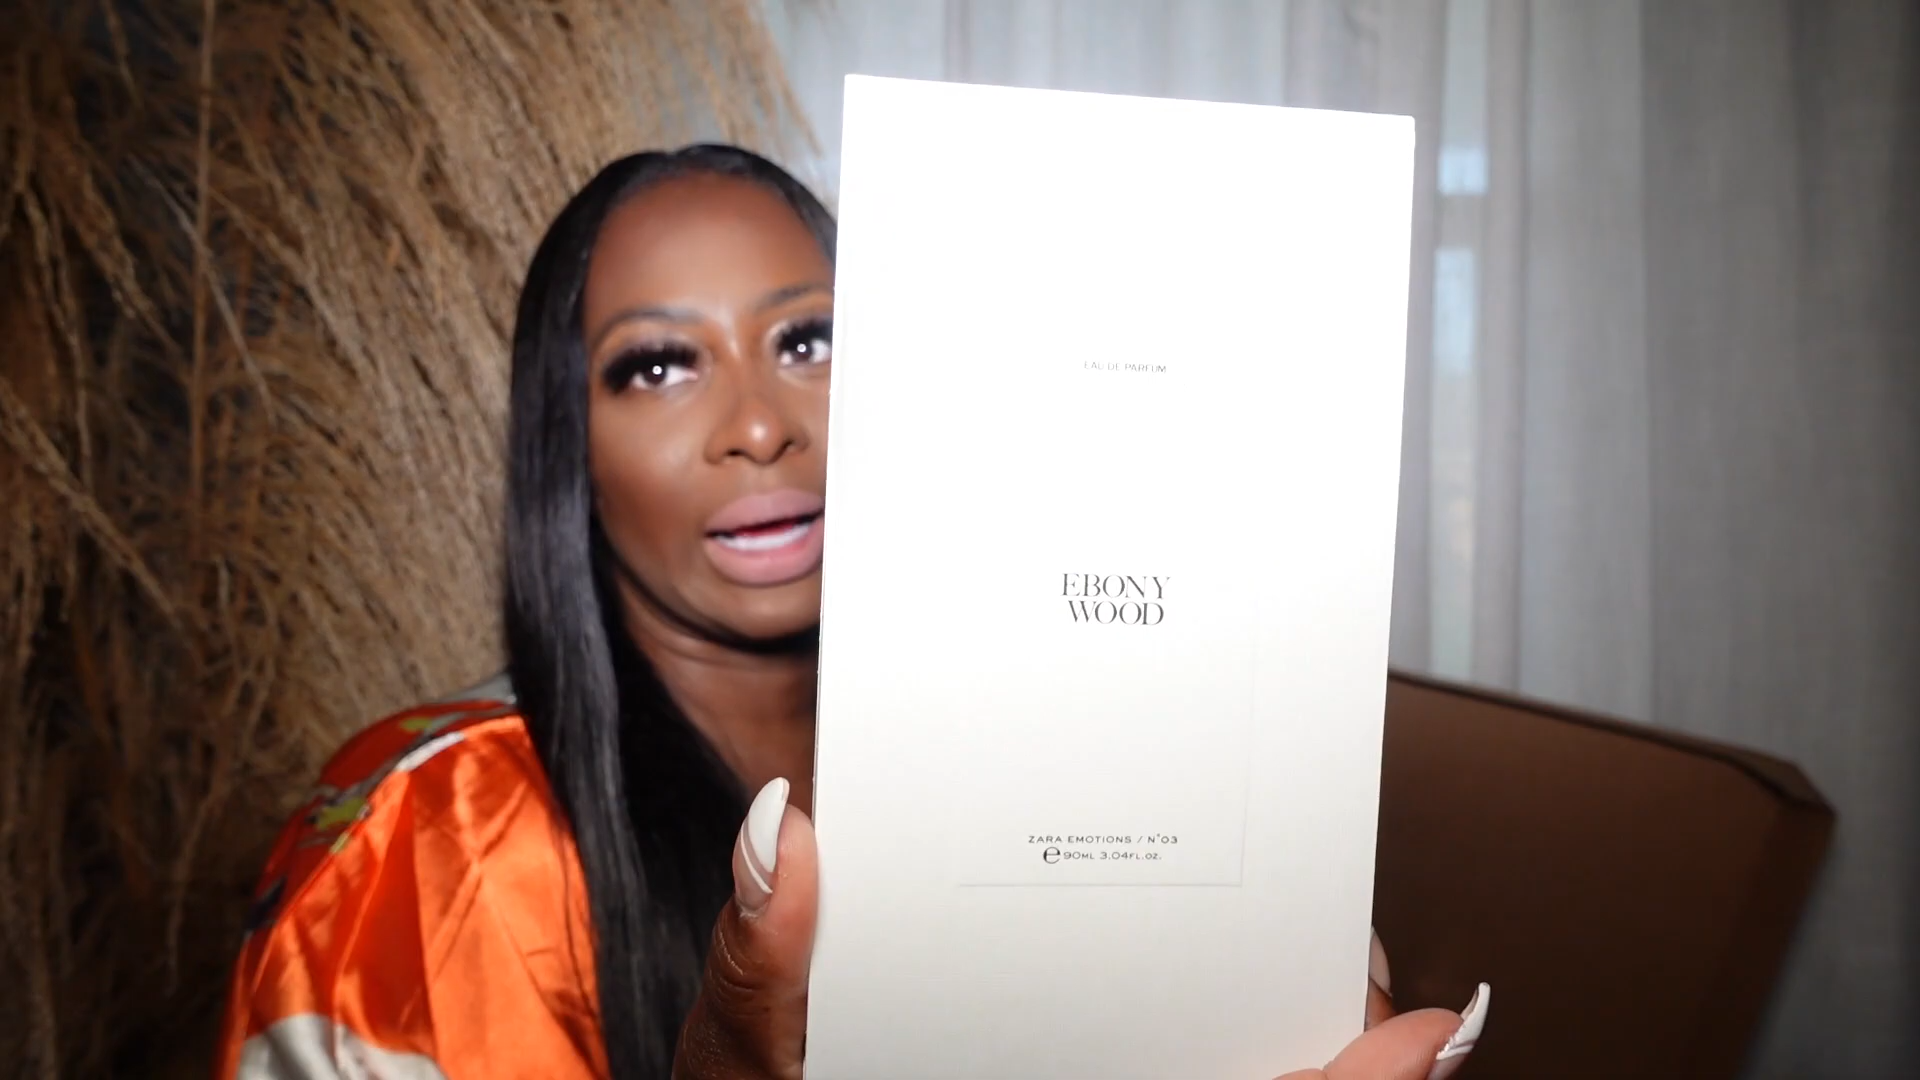 EAU DE PARFUM
EBONY
WOOD
ZARA EMOTIONS / N°03
℮90ML 3.04FL.OZ.